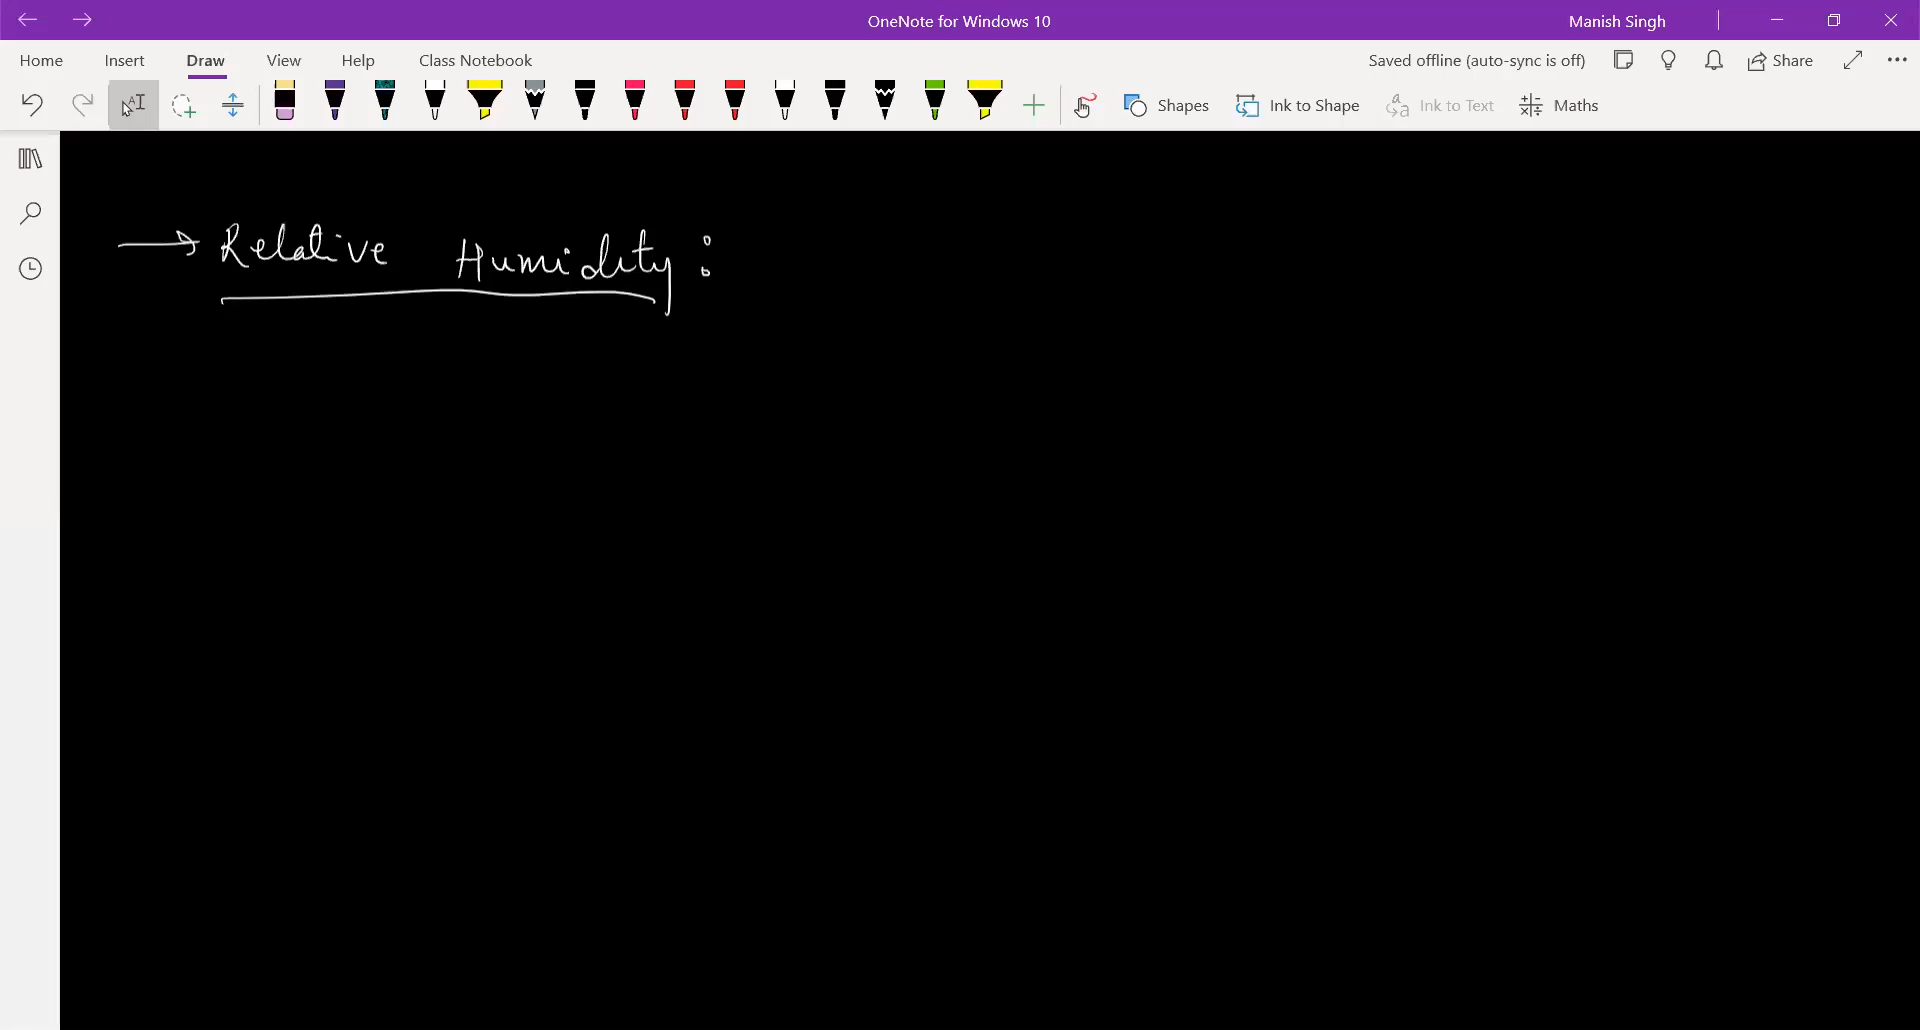 OneNote for Windows 10
Manish Singh
Home Insert Draw View Help Class Notebook
Saved offline (auto-sync is off)
Share
Shapes
Ink to Shape
Ink to Text
Maths
→ Relative Humidity :